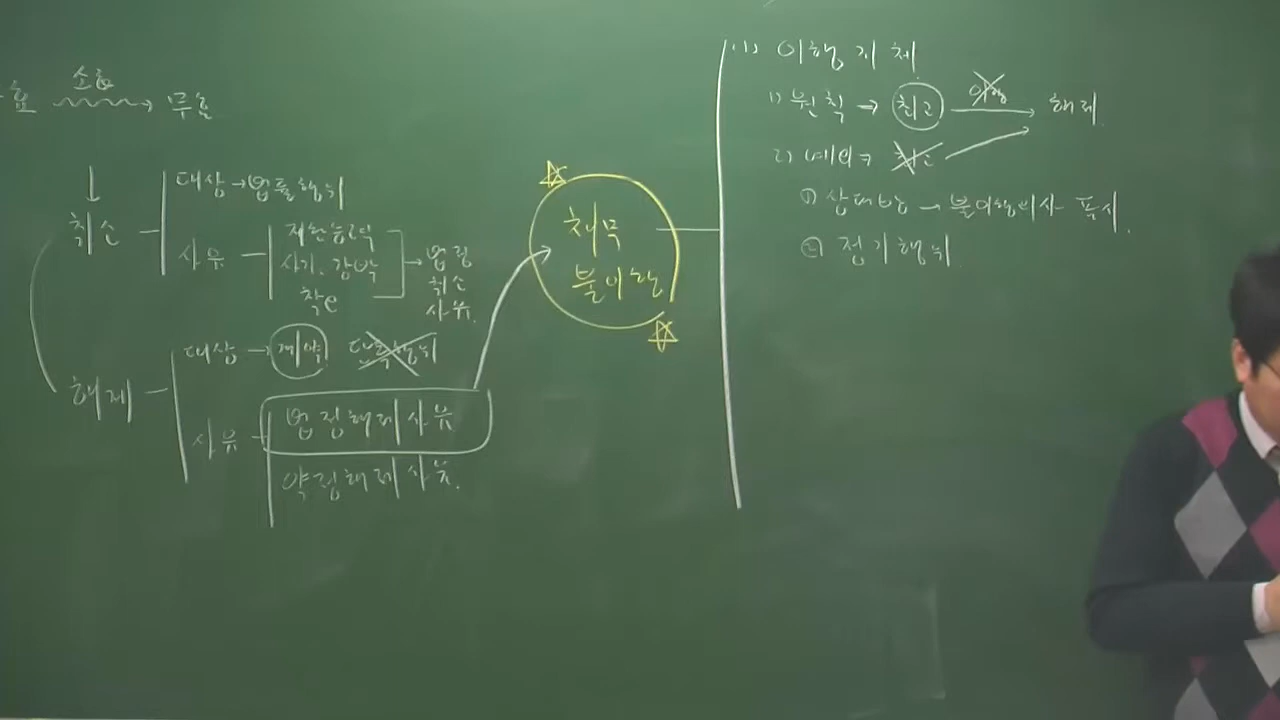 소효
효 → 무효
↓
취소
대상 → 법률행위
사유
제한능력
사기. 강박
착오
→ 법정
취소
사유.
해제
대상 → 계약 단독행위
사유
법정해제사유
약정해제사유.
채무
불이행
(1) 이행지체
1) 원칙 → 최고 이행 → 해제
2) 예외 → 최고
① 상대방 → 불이행의사 표시.
② 정기행위